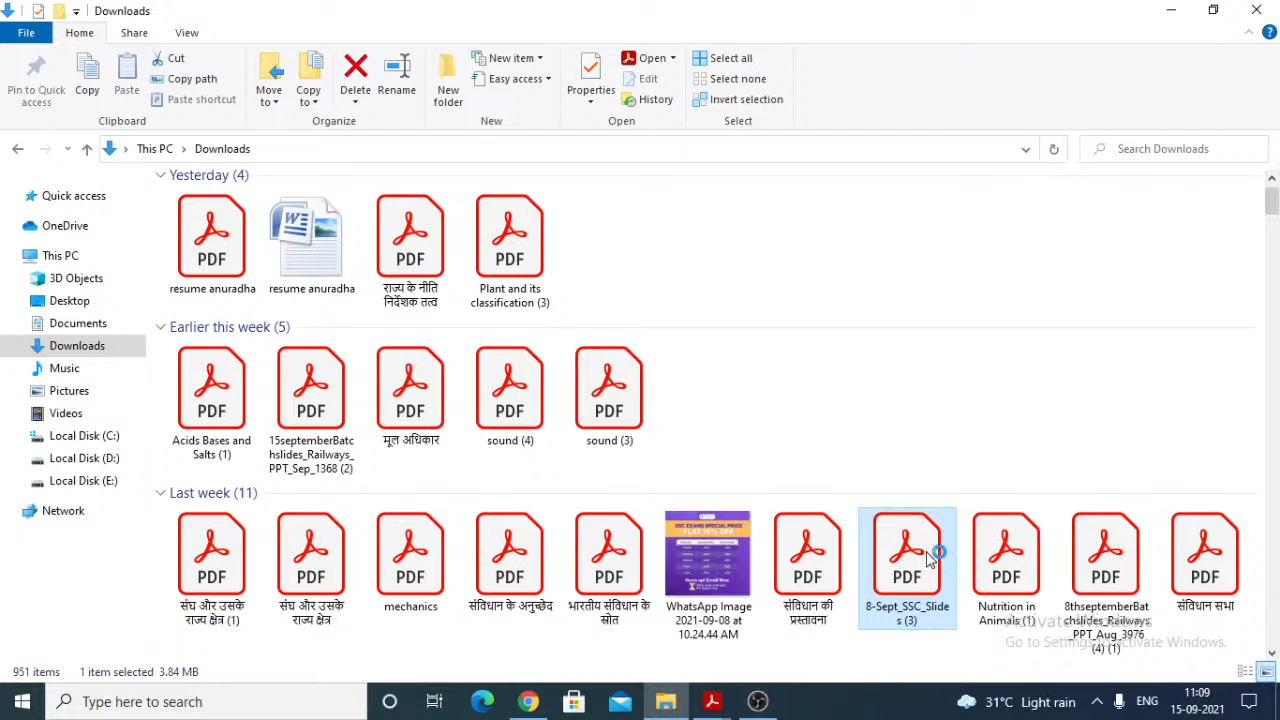 Downloads
File
Home
Share
View
Pin to Quick
access
Copy
Paste
Cut
Copy path
Paste shortcut
Move
to
Copy
to
Delete
Rename
New
folder
New item
Easy access
Properties
Open
Edit
History
Select all
Select none
Invert selection
Clipboard
Organize
New
Open
Select
This PC
Downloads
Search Downloads
Quick access
OneDrive
This PC
3D Objects
Desktop
Documents
Downloads
Music
Pictures
Videos
Local Disk (C:)
Local Disk (D:)
Local Disk (E:)
Network
Yesterday (4)
PDF
PDF
PDF
resume anuradha
resume anuradha
राज्य के नीति
निर्देशक तत्व
Plant and its
classification (3)
Earlier this week (5)
PDF
PDF
PDF
PDF
PDF
Acids Bases and
Salts (1)
15septemberBatc
hslides_Railways_
PPT_Sep_1368 (2)
मूल अधिकार
sound (4)
sound (3)
Last week (11)
PDF
PDF
PDF
PDF
PDF
SSC EXAMS SPECIAL PRICE
PDF
PDF
PDF
PDF
PDF
संघ और उसके
राज्य क्षेत्र (1)
संघ और उसके
राज्य क्षेत्र
mechanics
संविधान के अनुच्छेद
भारतीय संविधान के
स्रोत
WhatsApp Image
2021-09-08 at
10.24.44 AM
संविधान की
प्रस्तावना
8-Sept_SSC_Slide
s (3)
Nutrition in
Animals (1)
8thseptemberBat
chslides_Railways_
PPT_Aug_3976
(4) (1)
संविधान सभा
Activate Windows
Go to Settings to activate Windows.
951 items
1 item selected 3.84 MB
Type here to search
31°C Light rain
ENG
11:09
15-09-2021